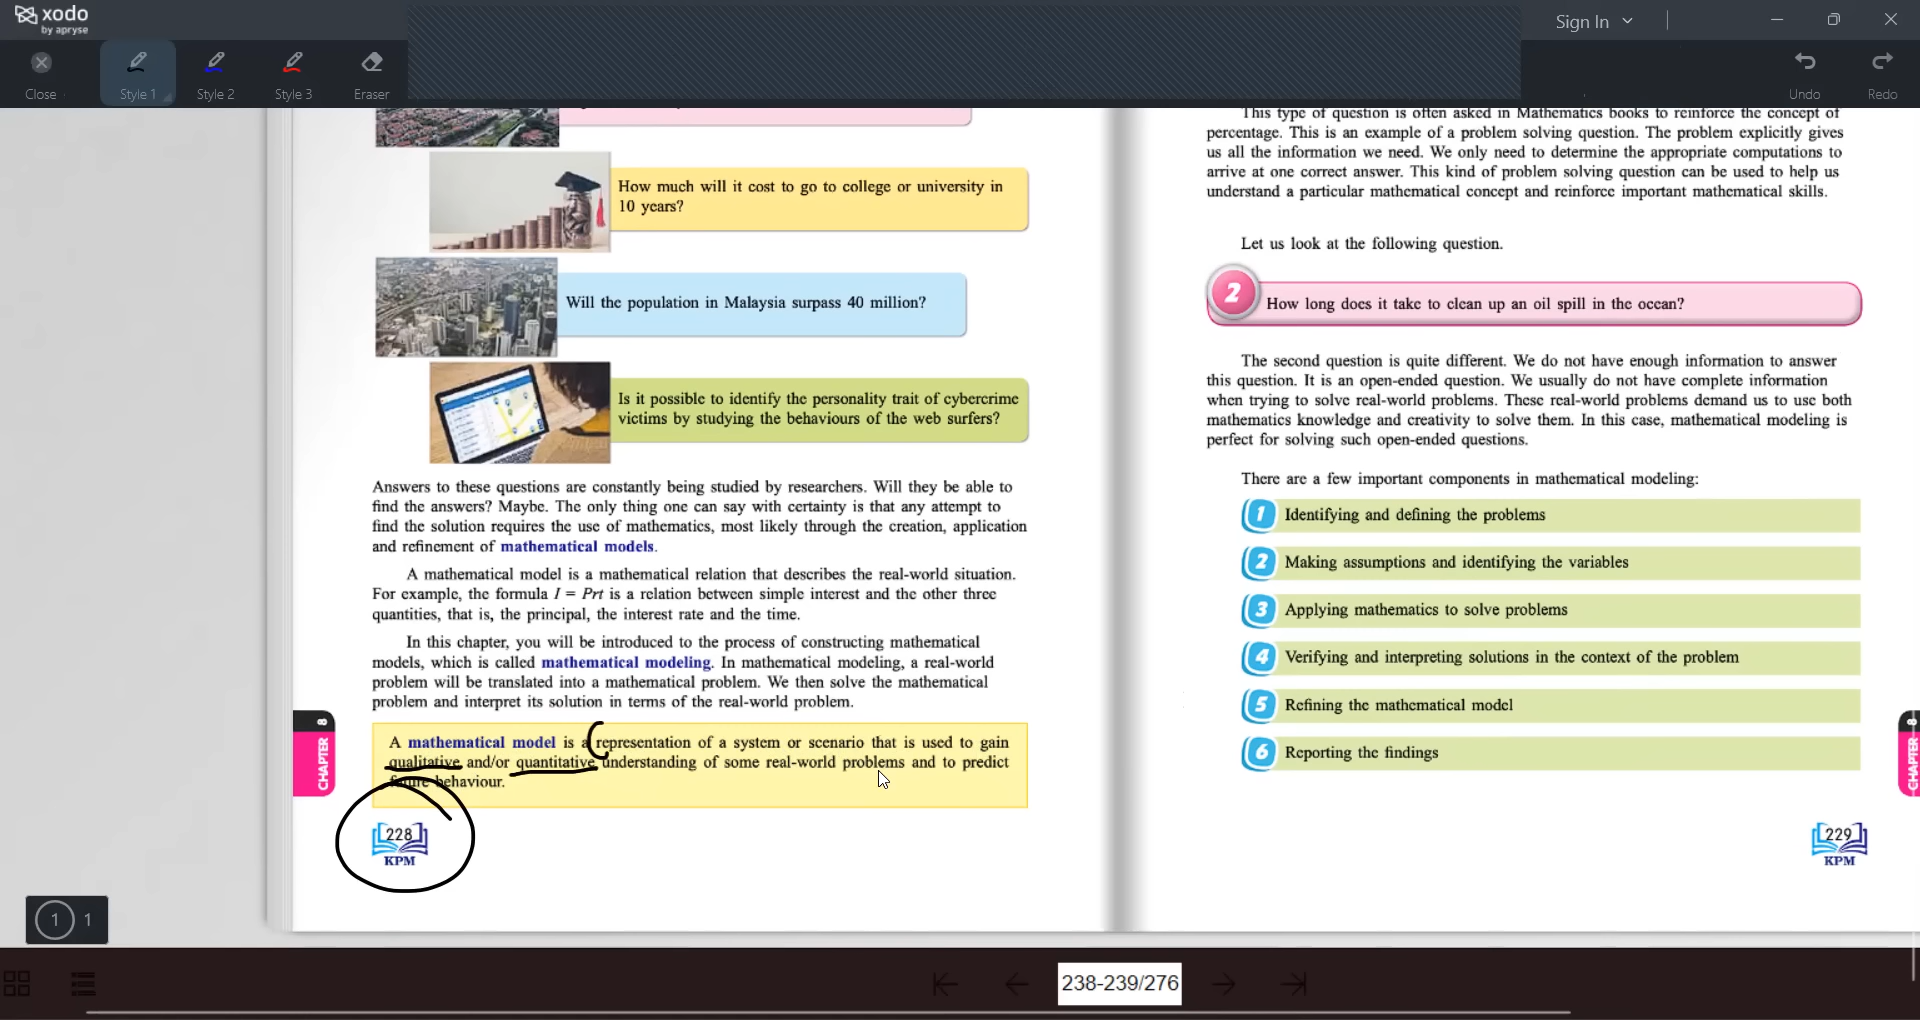 xodo
by apryse
Sign In
Close
Style 1
Style 2
Style 3
Eraser
Undo
Redo
How much will it cost to go to college or university in
10 years?
Will the population in Malaysia surpass 40 million?
Is it possible to identify the personality trait of cybercrime
victims by studying the behaviours of the web surfers?
Answers to these questions are constantly being studied by researchers. Will they be able to
find the answers? Maybe. The only thing one can say with certainty is that any attempt to
find the solution requires the use of mathematics, most likely through the creation, application
and refinement of mathematical models.
A mathematical model is a mathematical relation that describes the real-world situation.
For example, the formula I = Prt is a relation between simple interest and the other three
quantities, that is, the principal, the interest rate and the time.
In this chapter, you will be introduced to the process of constructing mathematical
models, which is called mathematical modeling. In mathematical modeling, a real-world
problem will be translated into a mathematical problem. We then solve the mathematical
problem and interpret its solution in terms of the real-world problem.
A mathematical model is a representation of a system or scenario that is used to gain
qualitative and/or quantitative understanding of some real-world problems and to predict
future behaviour.
CHAPTER 8
228
KPM
This type of question is often asked in Mathematics books to reinforce the concept of
percentage. This is an example of a problem solving question. The problem explicitly gives
us all the information we need. We only need to determine the appropriate computations to
arrive at one correct answer. This kind of problem solving question can be used to help us
understand a particular mathematical concept and reinforce important mathematical skills.
Let us look at the following question.
2 How long does it take to clean up an oil spill in the ocean?
The second question is quite different. We do not have enough information to answer
this question. It is an open-ended question. We usually do not have complete information
when trying to solve real-world problems. These real-world problems demand us to use both
mathematics knowledge and creativity to solve them. In this case, mathematical modeling is
perfect for solving such open-ended questions.
There are a few important components in mathematical modeling:
1 Identifying and defining the problems
2 Making assumptions and identifying the variables
3 Applying mathematics to solve problems
4 Verifying and interpreting solutions in the context of the problem
5 Refining the mathematical model
6 Reporting the findings
CHAPTER 8
229
KPM
1 1
238-239/276